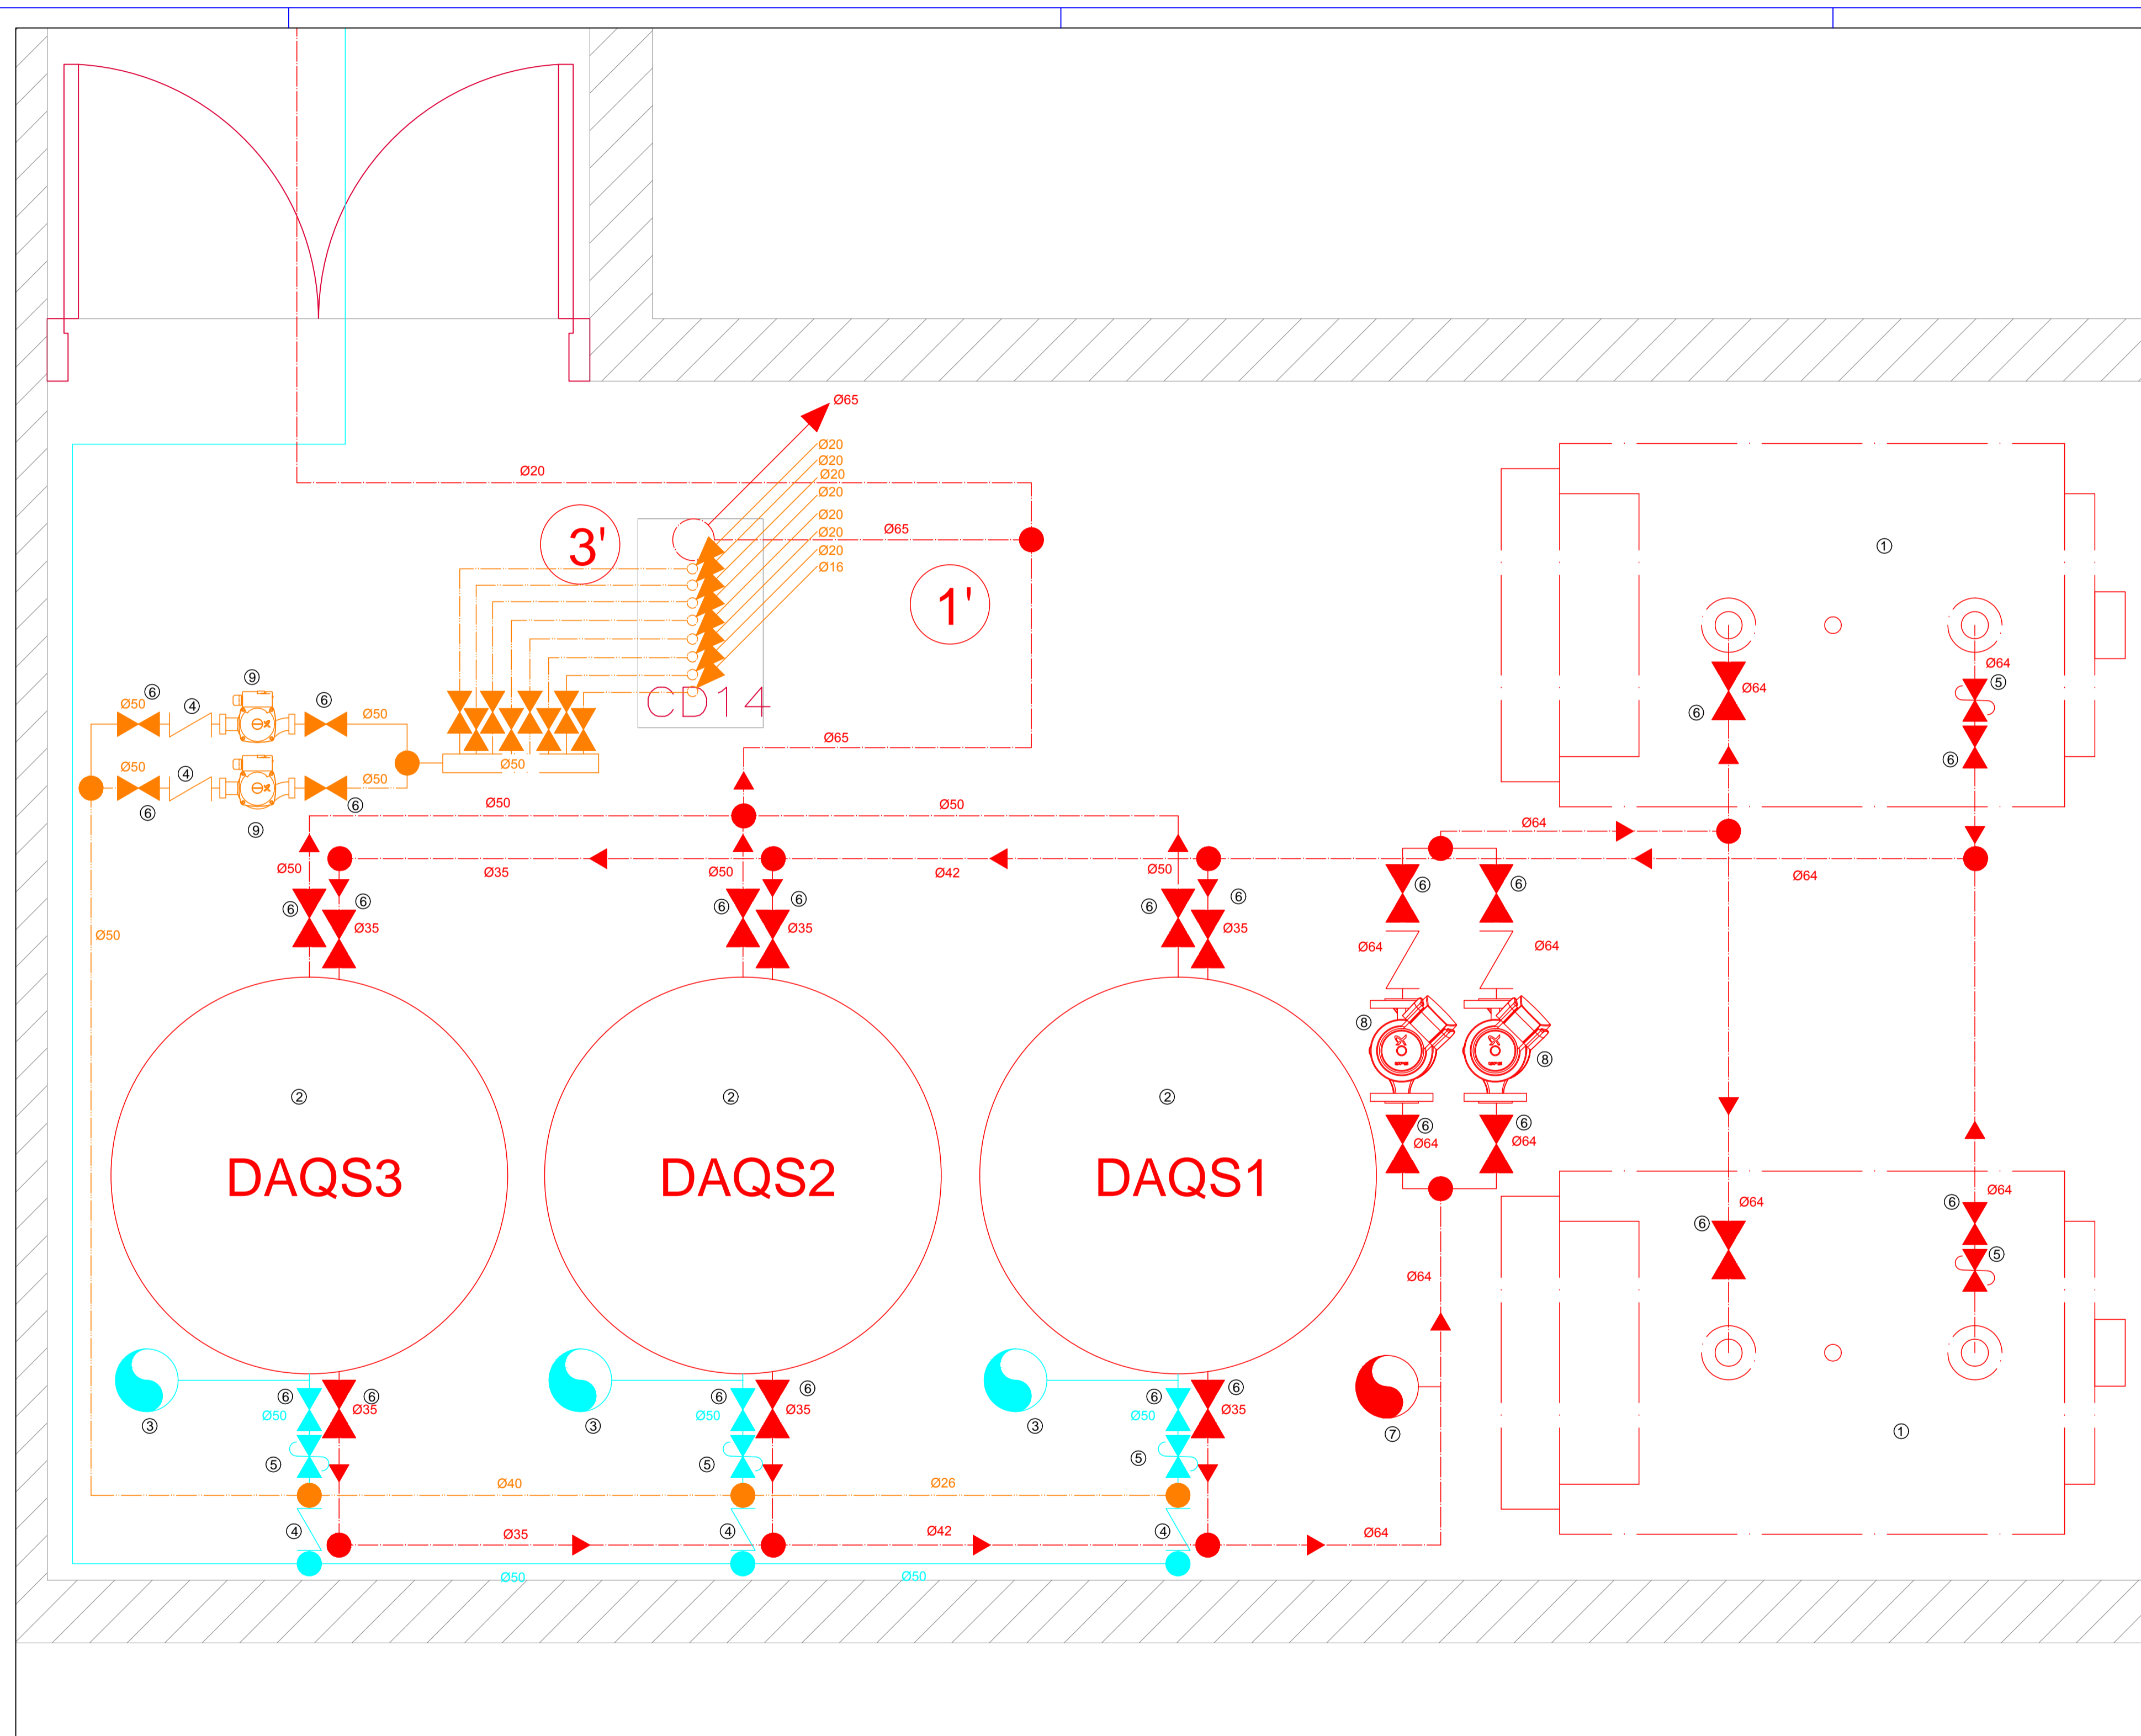 Ø65
Ø20
Ø20
Ø20
Ø20
Ø20
Ø20
Ø20
Ø16
Ø20
Ø65
3'
1'
CD14
①
Ø64
⑤
Ø64
⑥
⑥
⑨
⑥
④
⑥
Ø50
Ø50
Ø65
Ø50
④
Ø50
Ø50
⑥
⑥
⑨
Ø50
Ø50
Ø64
Ø50
Ø35
Ø50
Ø42
Ø50
Ø64
⑥
⑥
⑥
⑥
⑥
⑥
⑥
⑥
Ø35
Ø35
Ø35
Ø50
Ø64
Ø64
⑧
⑧
②
②
②
⑥
⑥
Ø64
Ø64
DAQS3
DAQS2
DAQS1
Ø64
Ø64
⑥
⑥
⑤
Ø64
⑥
⑥
⑥
⑥
⑥
⑥
Ø50
Ø35
Ø50
Ø35
Ø50
Ø35
③
③
③
⑦
①
⑤
⑤
⑤
Ø40
Ø26
④
④
④
Ø35
Ø42
Ø64
Ø50
Ø50